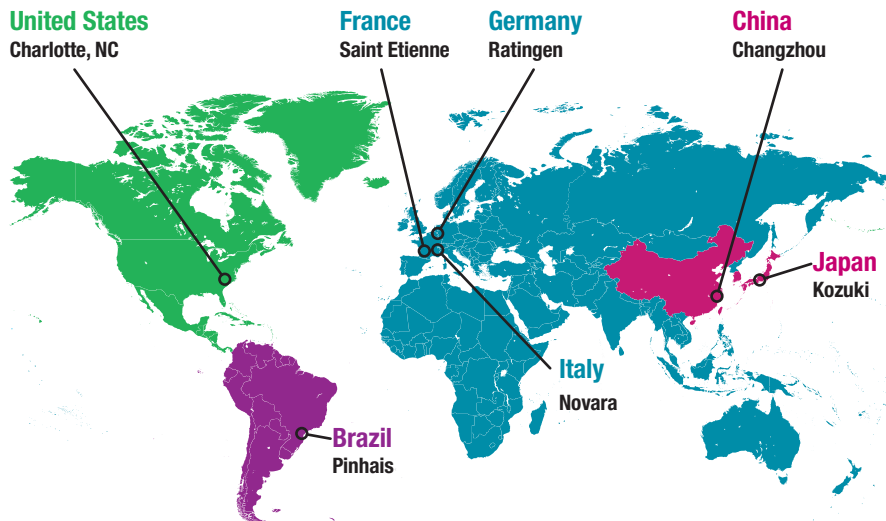 United States
Charlotte, NC
France
Saint Etienne
Germany
Ratingen
China
Changzhou
Japan
Kozuki
Italy
Novara
Brazil
Pinhais